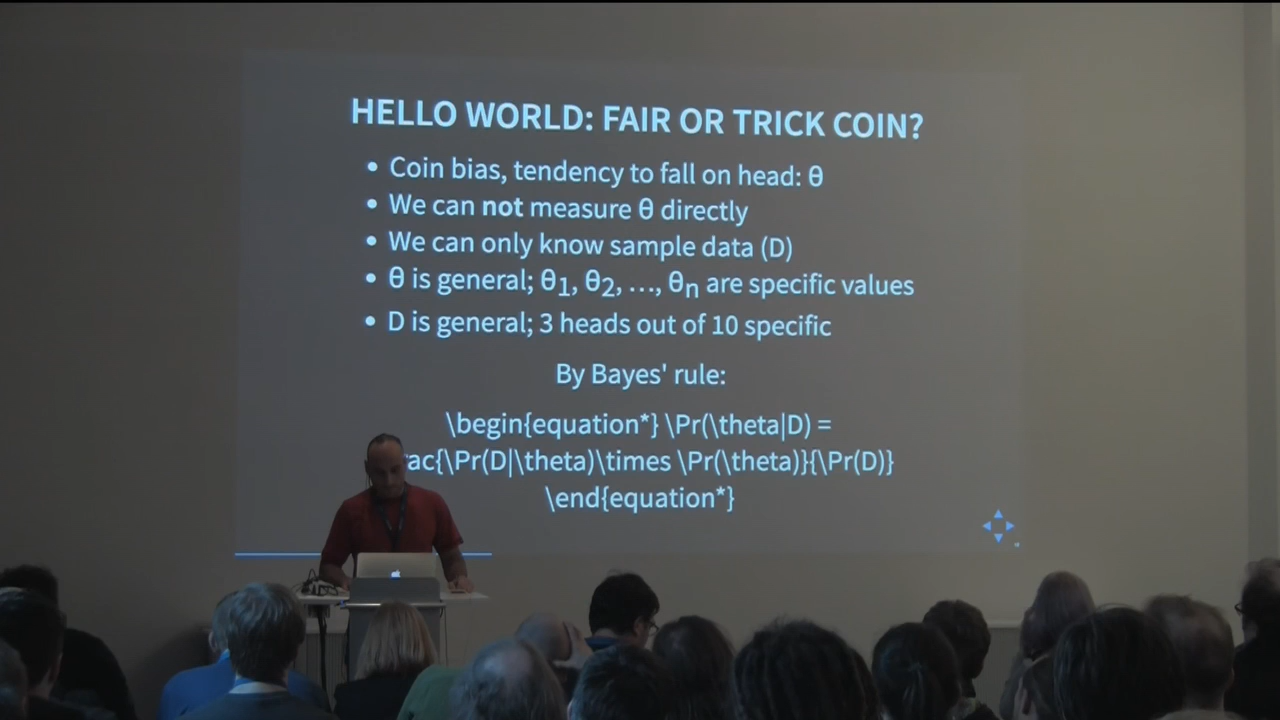 HELLO WORLD: FAIR OR TRICK COIN?
• Coin bias, tendency to fall on head: θ
• We can not measure θ directly
• We can only know sample data (D)
• θ is general; θ1, θ2, ..., θn are specific values
• D is general; 3 heads out of 10 specific
By Bayes' rule:
\begin{equation*} \Pr(\theta|D) =
ac{\Pr(D|\theta)\times \Pr(\theta)}{\Pr(D)}
\end{equation*}